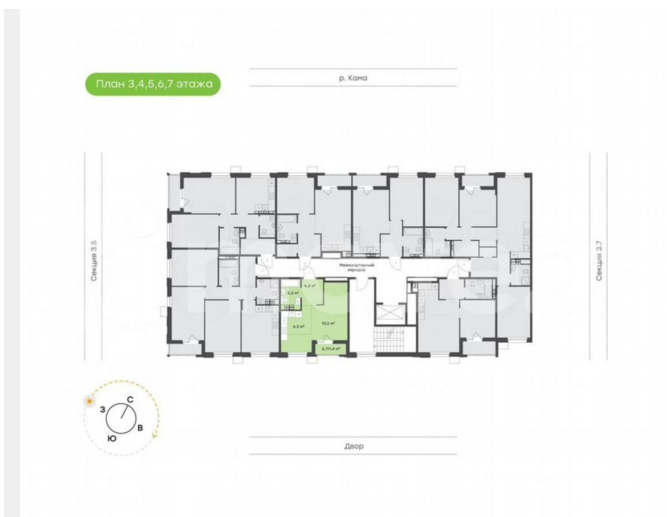 р. Кама
План 3,4,5,6,7 этажа
Секция 3.5
Секция 3.7
Межквартирный
коридор
С
З
В
Ю
Двор